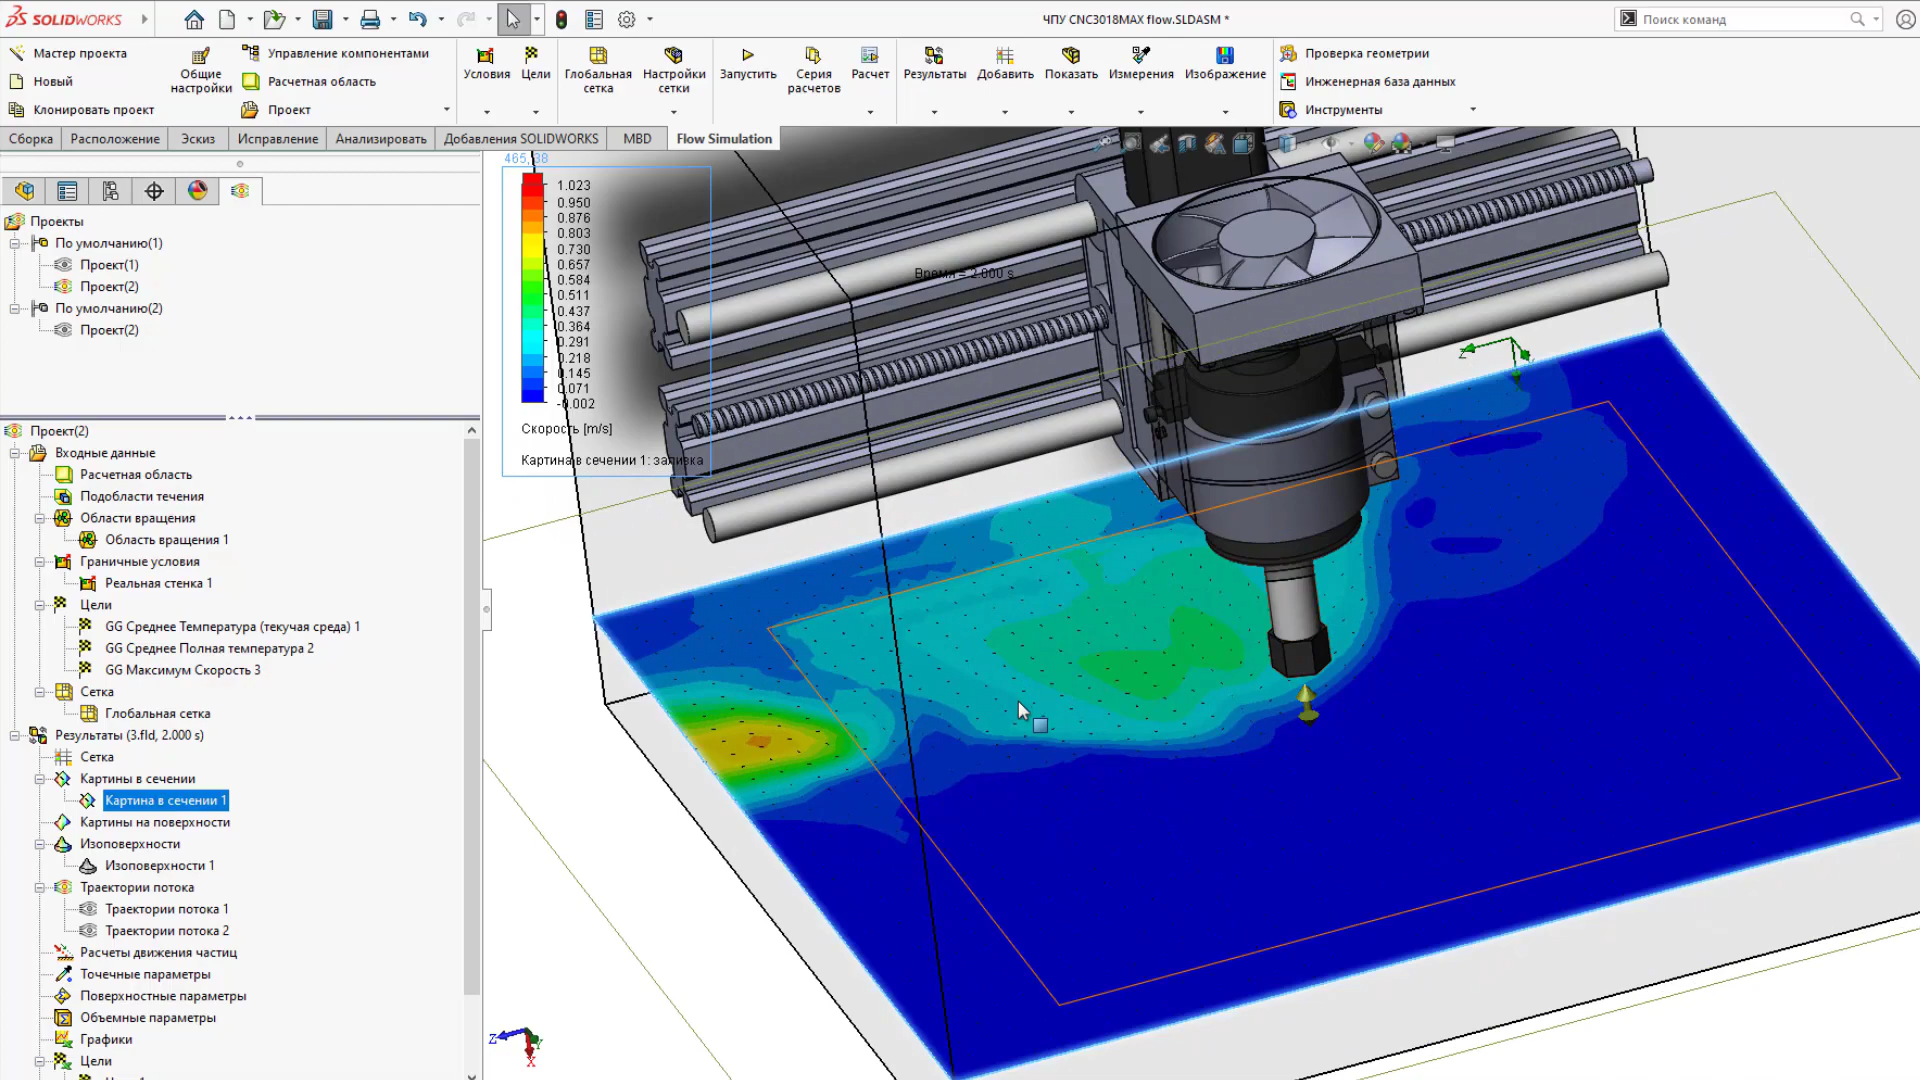 SOLIDWORKS
ЧПУ CNC3018MAX flow.SLDASM *
Поиск команд
Мастер проекта
Новый
Клонировать проект
Общие настройки
Управление компонентами
Расчетная область
Проект
Условия
Цели
Глобальная сетка
Настройки сетки
Запустить
Серия расчетов
Расчет
Результаты
Добавить
Показать
Измерения
Изображение
Проверка геометрии
Инженерная база данных
Инструменты
Сборка
Расположение
Эскиз
Исправление
Анализировать
Добавления SOLIDWORKS
MBD
Flow Simulation
Проекты
По умолчанию(1)
Проект(1)
Проект(2)
По умолчанию(2)
Проект(2)
Проект(2)
Входные данные
Расчетная область
Подобласти течения
Области вращения
Область вращения 1
Граничные условия
Реальная стенка 1
Цели
GG Среднее Температура (текучая среда) 1
GG Среднее Полная температура 2
GG Максимум Скорость 3
Сетка
Глобальная сетка
Результаты (3.fld, 2.000 s)
Сетка
Картины в сечении
Картина в сечении 1
Картины на поверхности
Изоповерхности
Изоповерхности 1
Траектории потока
Траектории потока 1
Траектории потока 2
Расчеты движения частиц
Точечные параметры
Поверхностные параметры
Объемные параметры
Графики
Цели
465, 38
1.023
0.950
0.876
0.803
0.730
0.657
0.584
0.511
0.437
0.364
0.291
0.218
0.145
0.071
-0.002
Скорость [m/s]
Картина в сечении 1: заливка
Время = 2.000 s
Z
Z
Y
X